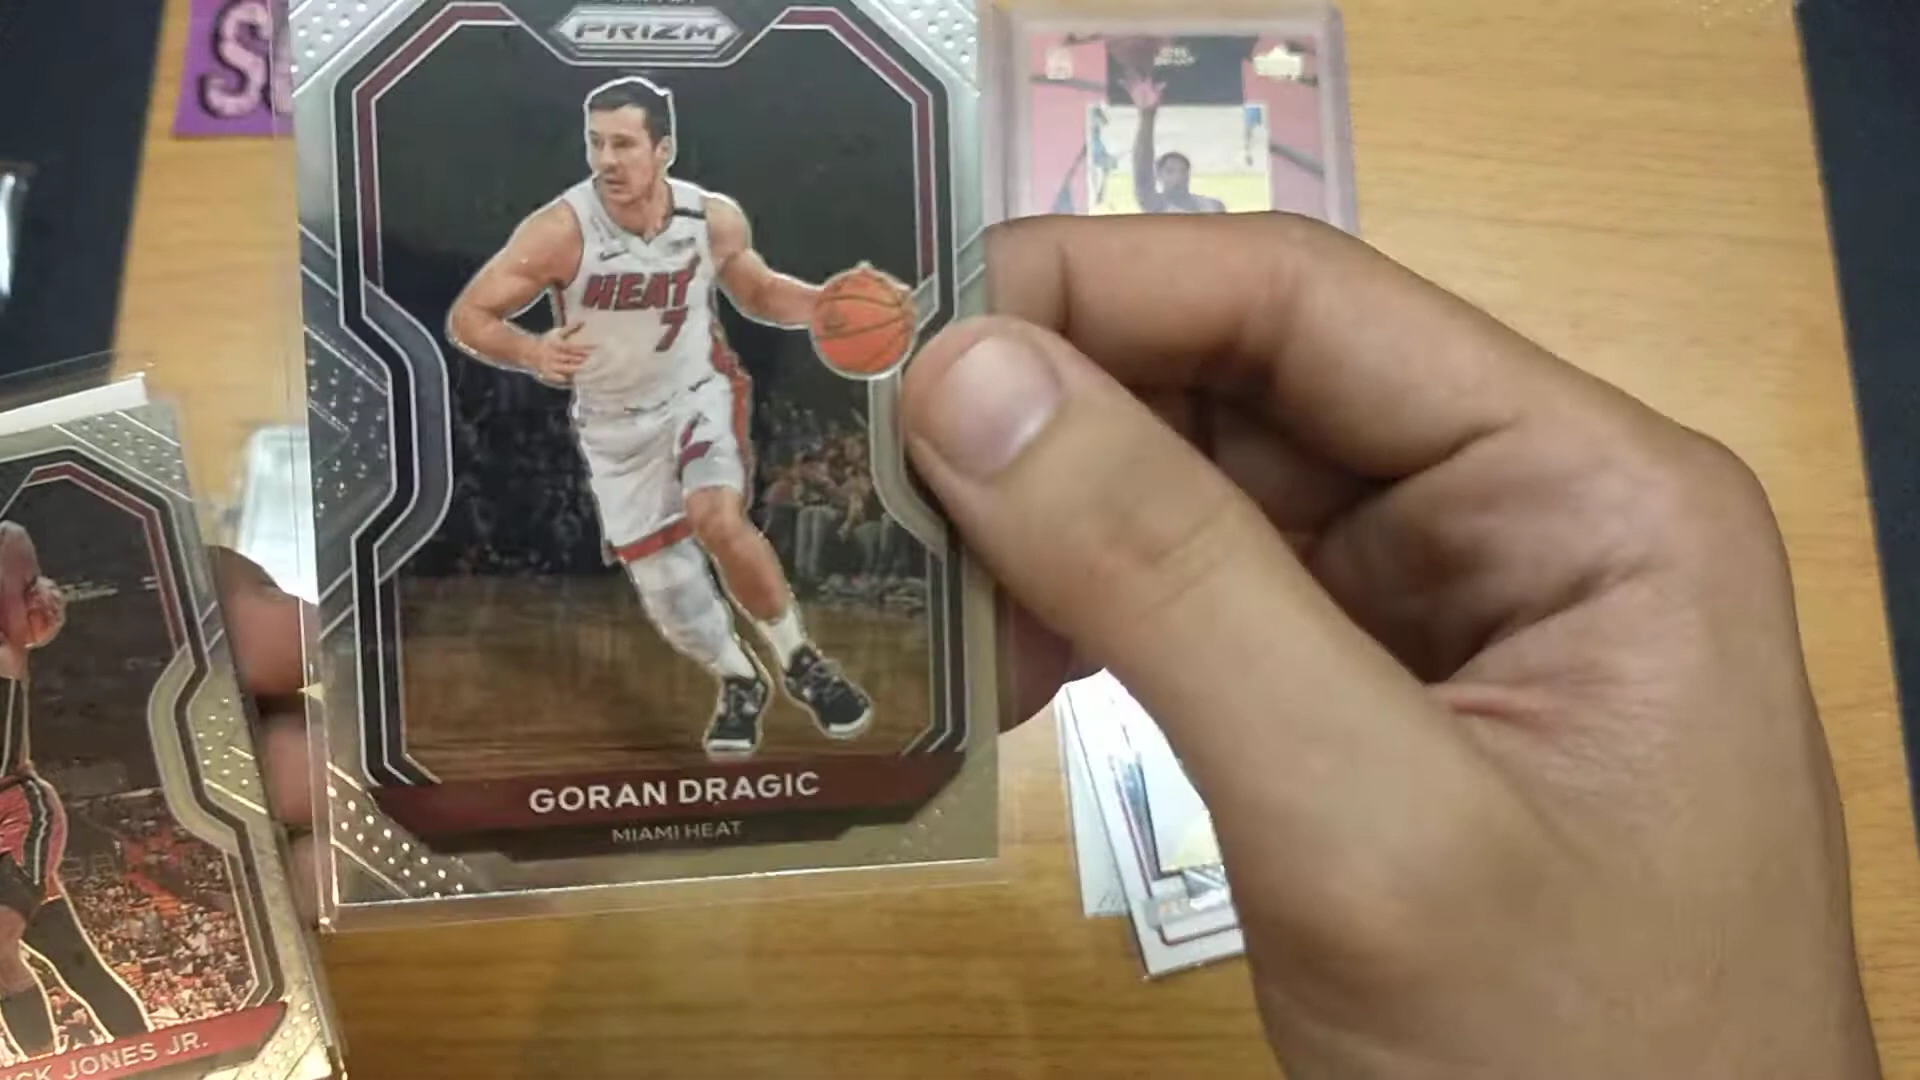 PRIZM
HEAT
7
GORAN DRAGIC
MIAMI HEAT
CK JONES JR.